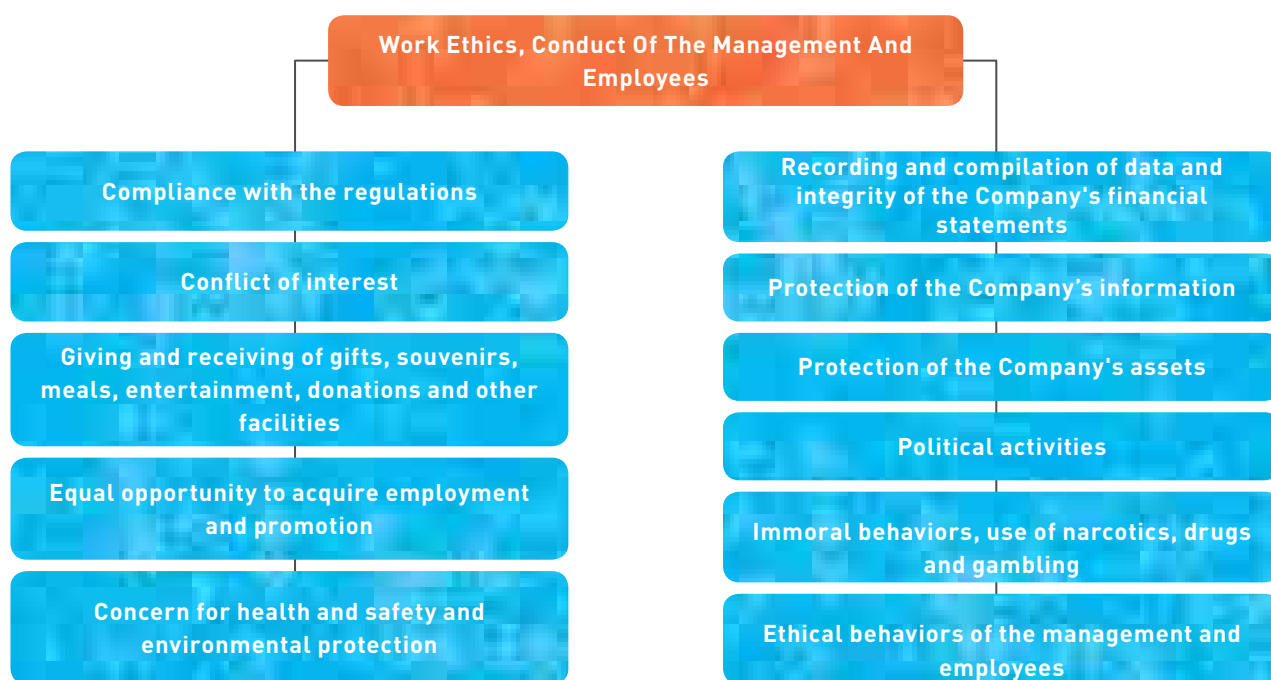 Work Ethics, Conduct Of The Management And
Employees
Compliance with the regulations
Conflict of interest
Giving and receiving of gifts, souvenirs,
meals, entertainment, donations and other
facilities
Equal opportunity to acquire employment
and promotion
Concern for health and safety and
environmental protection
Recording and compilation of data and
integrity of the Company's financial
statements
Protection of the Company’s information
Protection of the Company's assets
Political activities
Immoral behaviors, use of narcotics, drugs
and gambling
Ethical behaviors of the management and
employees